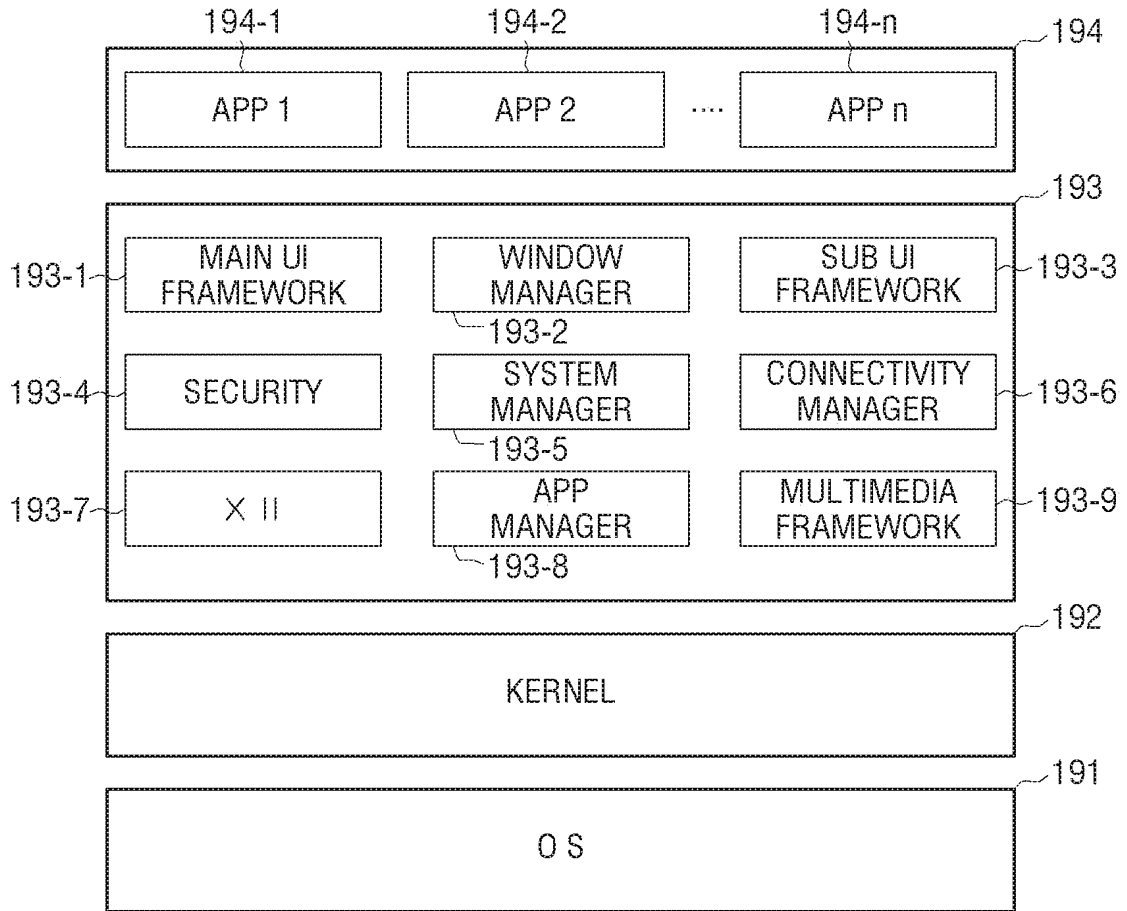 194-1 194-2 194-n 194
APP 1 APP 2 .... APP n
193
MAIN UI WINDOW SUB UI
193-1 FRAMEWORK MANAGER FRAMEWORK 193-3
193-2
193-4 SECURITY SYSTEM CONNECTIVITY 193-6
MANAGER MANAGER
193-5
193-7 X II APP MULTIMEDIA 193-9
MANAGER FRAMEWORK
193-8
192
KERNEL
191
O S